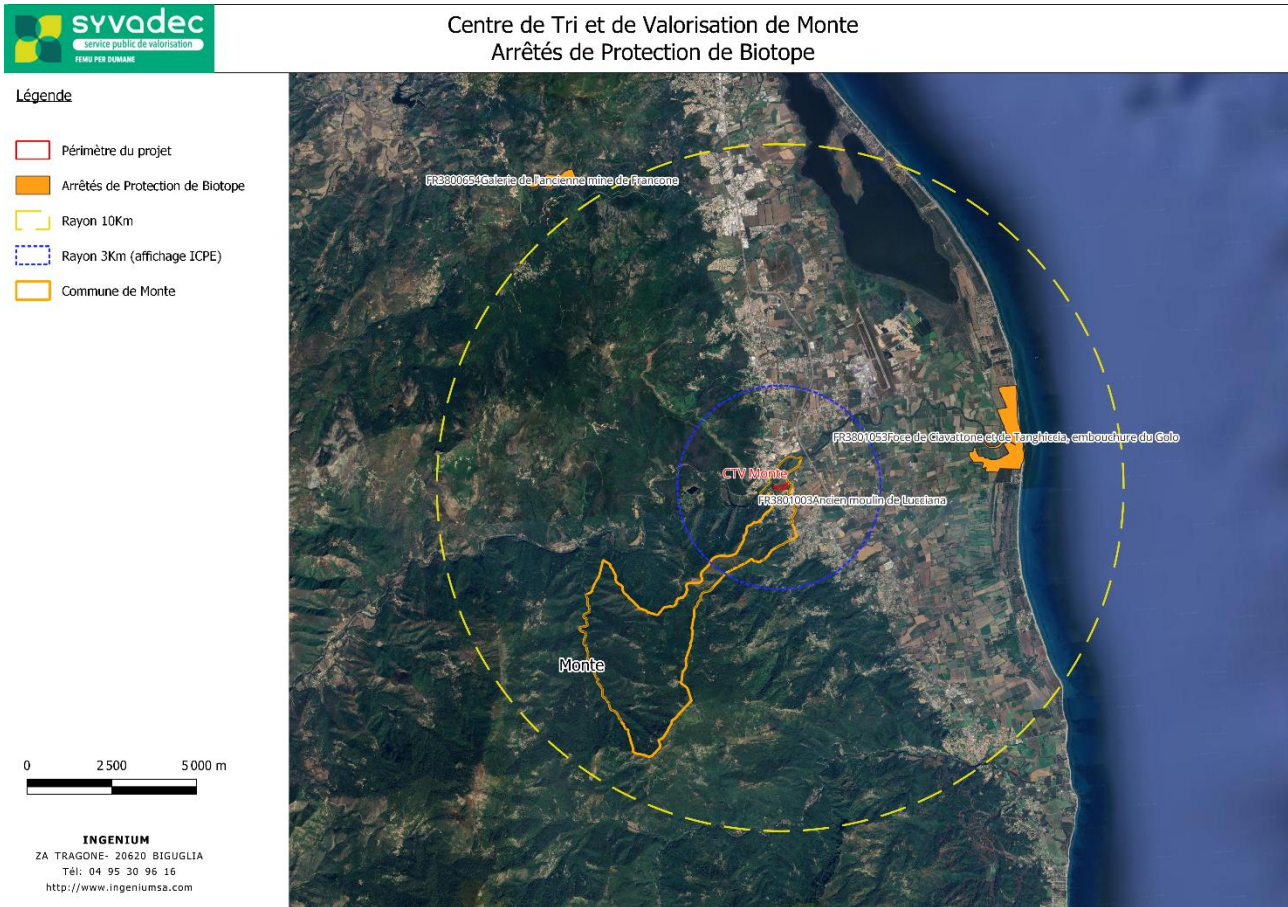 syvadec
service public de valorisation
FEMU PER DUMANE
Centre de Tri et de Valorisation de Monte
Arrêtés de Protection de Biotope
Légende
Périmètre du projet
Arrêtés de Protection de Biotope
Rayon 10Km
Rayon 3Km (affichage ICPE)
Commune de Monte
FR3800654Galerie de l'ancienne mine de Francone
FR3801053Foce de Ciavattone et de Tanghiccia, embouchure du Golo
CTV Monte
FR3801003Ancien moulin de Lucciana
Monte
0 2 500 5 000 m
INGENIUM
ZA TRAGONE- 20620 BIGUGLIA
Tél: 04 95 30 96 16
http://www.ingeniumsa.com